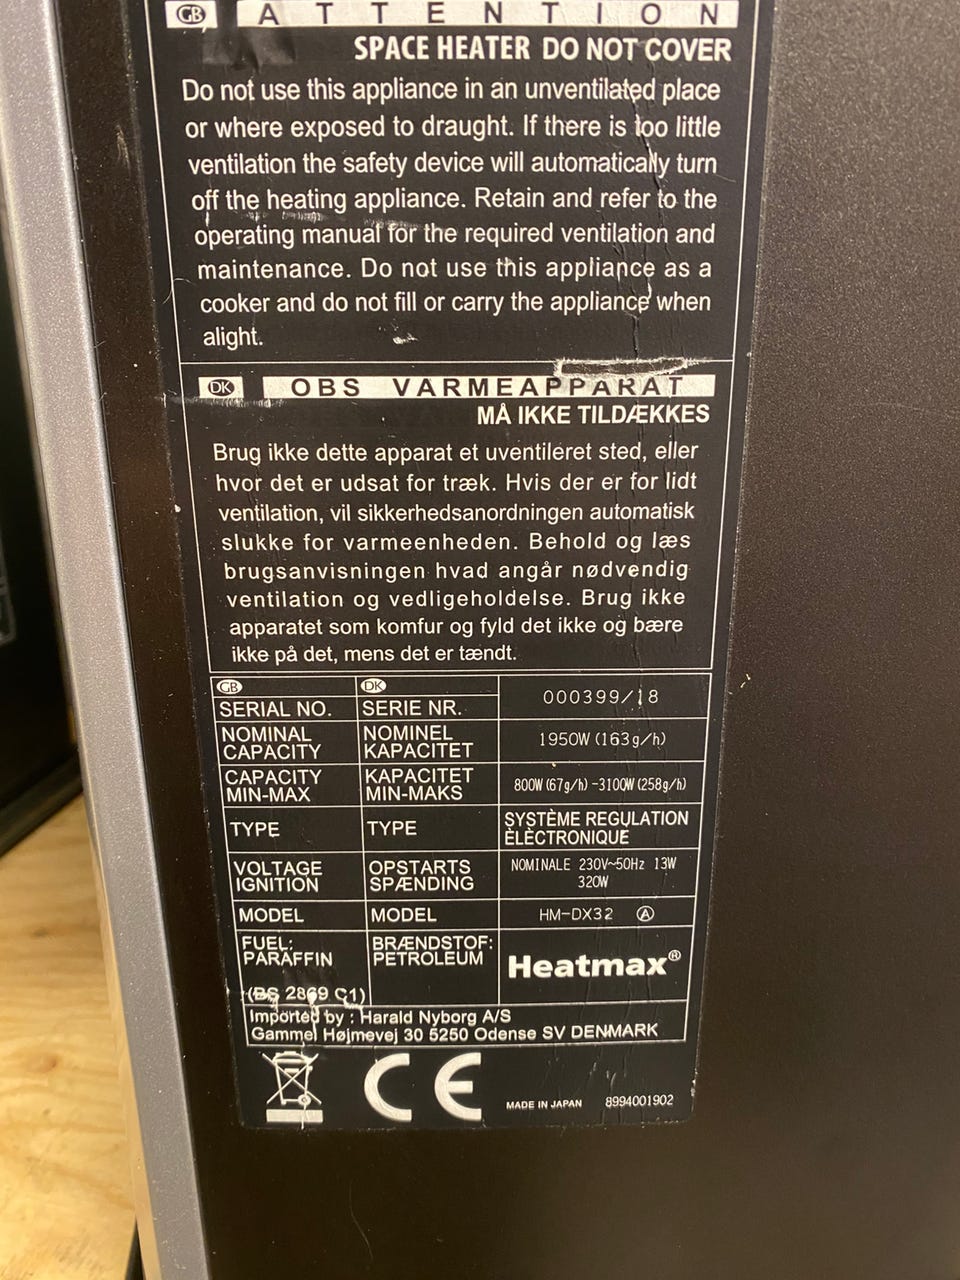 GB ATTENTION
SPACE HEATER DO NOT COVER
Do not use this appliance in an unventilated place
or where exposed to draught. If there is too little
ventilation the safety device will automatically turn
off the heating appliance. Retain and refer to the
operating manual for the required ventilation and
maintenance. Do not use this appliance as a
cooker and do not fill or carry the appliance when
alight.
DK OBS VARMEAPPARAT
MÅ IKKE TILDÆKKES
Brug ikke dette apparat et uventileret sted, eller
hvor det er udsat for træk. Hvis der er for lidt
ventilation, vil sikkerhedsanordningen automatisk
slukke for varmeenheden. Behold og læs
brugsanvisningen hvad angår nødvendig
ventilation og vedligeholdelse. Brug ikke
apparatet som komfur og fyld det ikke og bære
ikke på det, mens det er tændt.
GB DK
SERIAL NO. SERIE NR. 000399/18
NOMINAL CAPACITY NOMINEL KAPACITET 1950W (163g/h)
CAPACITY MIN-MAX KAPACITET MIN-MAKS 800W (67g/h) -3100W (258g/h)
TYPE TYPE SYSTÈME REGULATION ÈLÈCTRONIQUE
VOLTAGE IGNITION OPSTARTS SPÆNDING NOMINALE 230V~50Hz 13W 320W
MODEL MODEL HM-DX32 A
FUEL: PARAFFIN BRÆNDSTOF: PETROLEUM Heatmax®
(BS 2869 C1)
Imported by : Harald Nyborg A/S
Gammel Højmevej 30 5250 Odense SV DENMARK
CE MADE IN JAPAN 8994001902